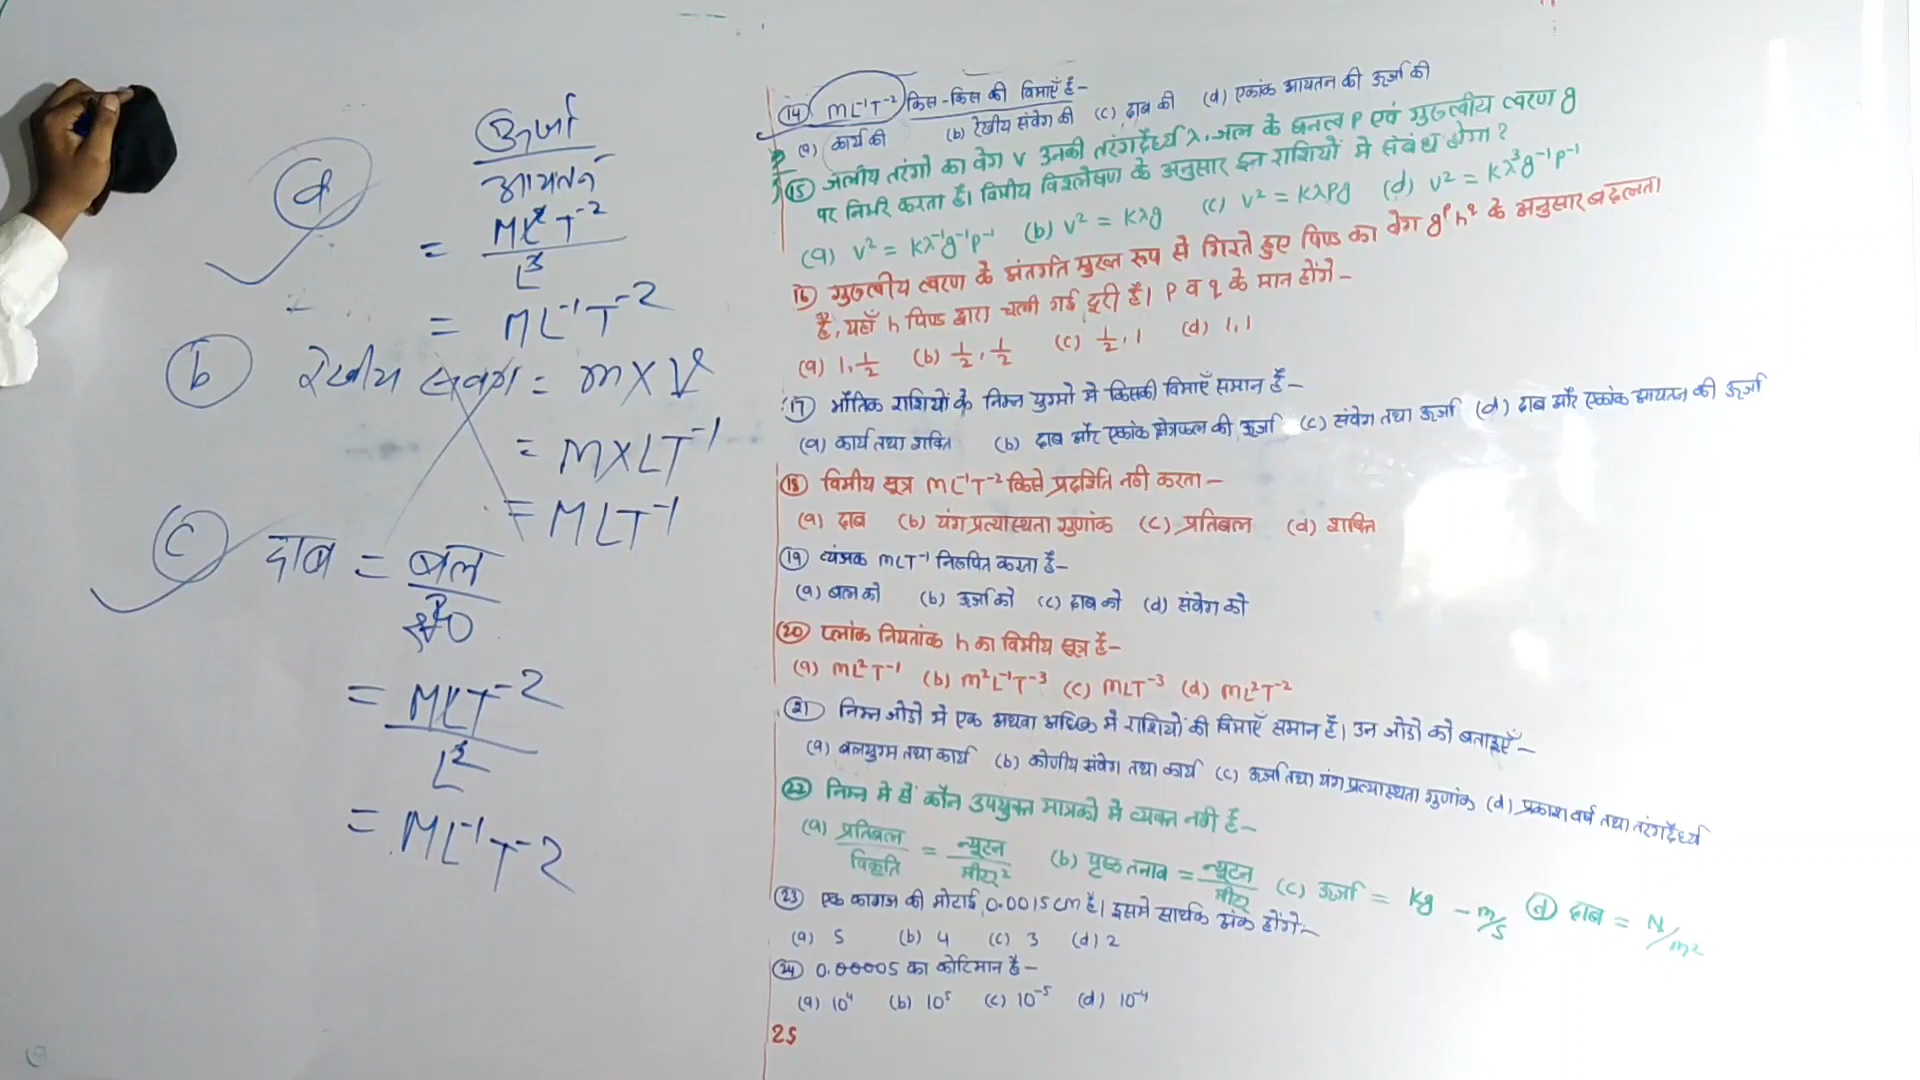 (d)
ऊर्जा
आयतन
= ML²T⁻²
L³
= ML⁻¹T⁻²
(b) रेखीय संवेग = m×V
= M×LT⁻¹
= MLT⁻¹
(c) दाब = बल
क्षे0
= MLT⁻²
L²
= ML⁻¹T⁻²
(14) ML⁻¹T⁻² किस-किस की विमाएँ हैं-
(a) कार्य की (b) रेखीय संवेग की (c) दाब की (d) एकांक आयतन की ऊर्जा की
(15) जलीय तरंगो का वेग v उनकी तरंगदैर्ध्य λ, जल के घनत्व P एवं गुरुत्वीय त्वरण g
पर निर्भर करता है। विमीय विश्लेषण के अनुसार इन राशियों मे संबंध होगा?
(a) v² = kλ⁻¹g⁻¹p⁻¹ (b) v² = kλg (c) v² = kλPg (d) v² = kλ³g⁻¹p⁻¹
(16) गुरुत्वीय त्वरण के अंतर्गत मुख्त रूप से गिरते हुए पिण्ड का वेग gᵖh^q के अनुसार बदलता
है, यहाँ h पिण्ड द्वारा चली गई दूरी है। P व q के मान होंगे-
(a) 1, 1/2 (b) 1/2, 1/2 (c) 1/2, 1 (d) 1, 1
(17) भौतिक राशियों के निम्न युग्मो मे किसकी विमाएँ समान हैं-
(a) कार्य तथा शक्ति (b) दाब और एकांक क्षेत्रफल की ऊर्जा (c) संवेग तथा ऊर्जा (d) दाब और एकांक आयतन की ऊर्जा
(18) विमीय सूत्र ML⁻¹T⁻² किसे प्रदर्शित नही करता-
(a) दाब (b) यंग प्रत्यास्थता गुणांक (c) प्रतिबल (d) शक्ति
(19) व्यंजक MLT⁻¹ निरूपित करता है-
(a) बल को (b) ऊर्जा को (c) दाब को (d) संवेग को
(20) प्लांक नियतांक h का विमीय सूत्र है-
(a) ML²T⁻¹ (b) M²L⁻¹T⁻³ (c) MLT⁻³ (d) ML²T⁻²
(21) निम्न जोडो मे एक अथवा अधिक मे राशियों की विमाएँ समान हैं। उन जोडो को बताइएँ-
(a) बलयुग्म तथा कार्य (b) कोणीय संवेग तथा कार्य (c) ऊर्जा तथा यंग प्रत्यास्थता गुणांक (d) प्रकाश वर्ष तथा तरंगदैर्ध्य
(22) निम्न मे से कौन उपयुक्त मात्रको मे व्यक्त नही है-
(a) प्रतिबल/विकृति = न्यूटन/मीटर² (b) पृष्ठ तनाव = न्यूटन/मीटर (c) ऊर्जा = kg - m/s (d) दाब = N/m²
(23) एक कागज की मोटाई 0.0015 cm है। इसमे सार्थक अंक होंगे:-
(a) 5 (b) 4 (c) 3 (d) 2
(24) 0.00005 का कोटिमान है-
(a) 10⁴ (b) 10⁵ (c) 10⁻⁵ (d) 10⁻⁴
25